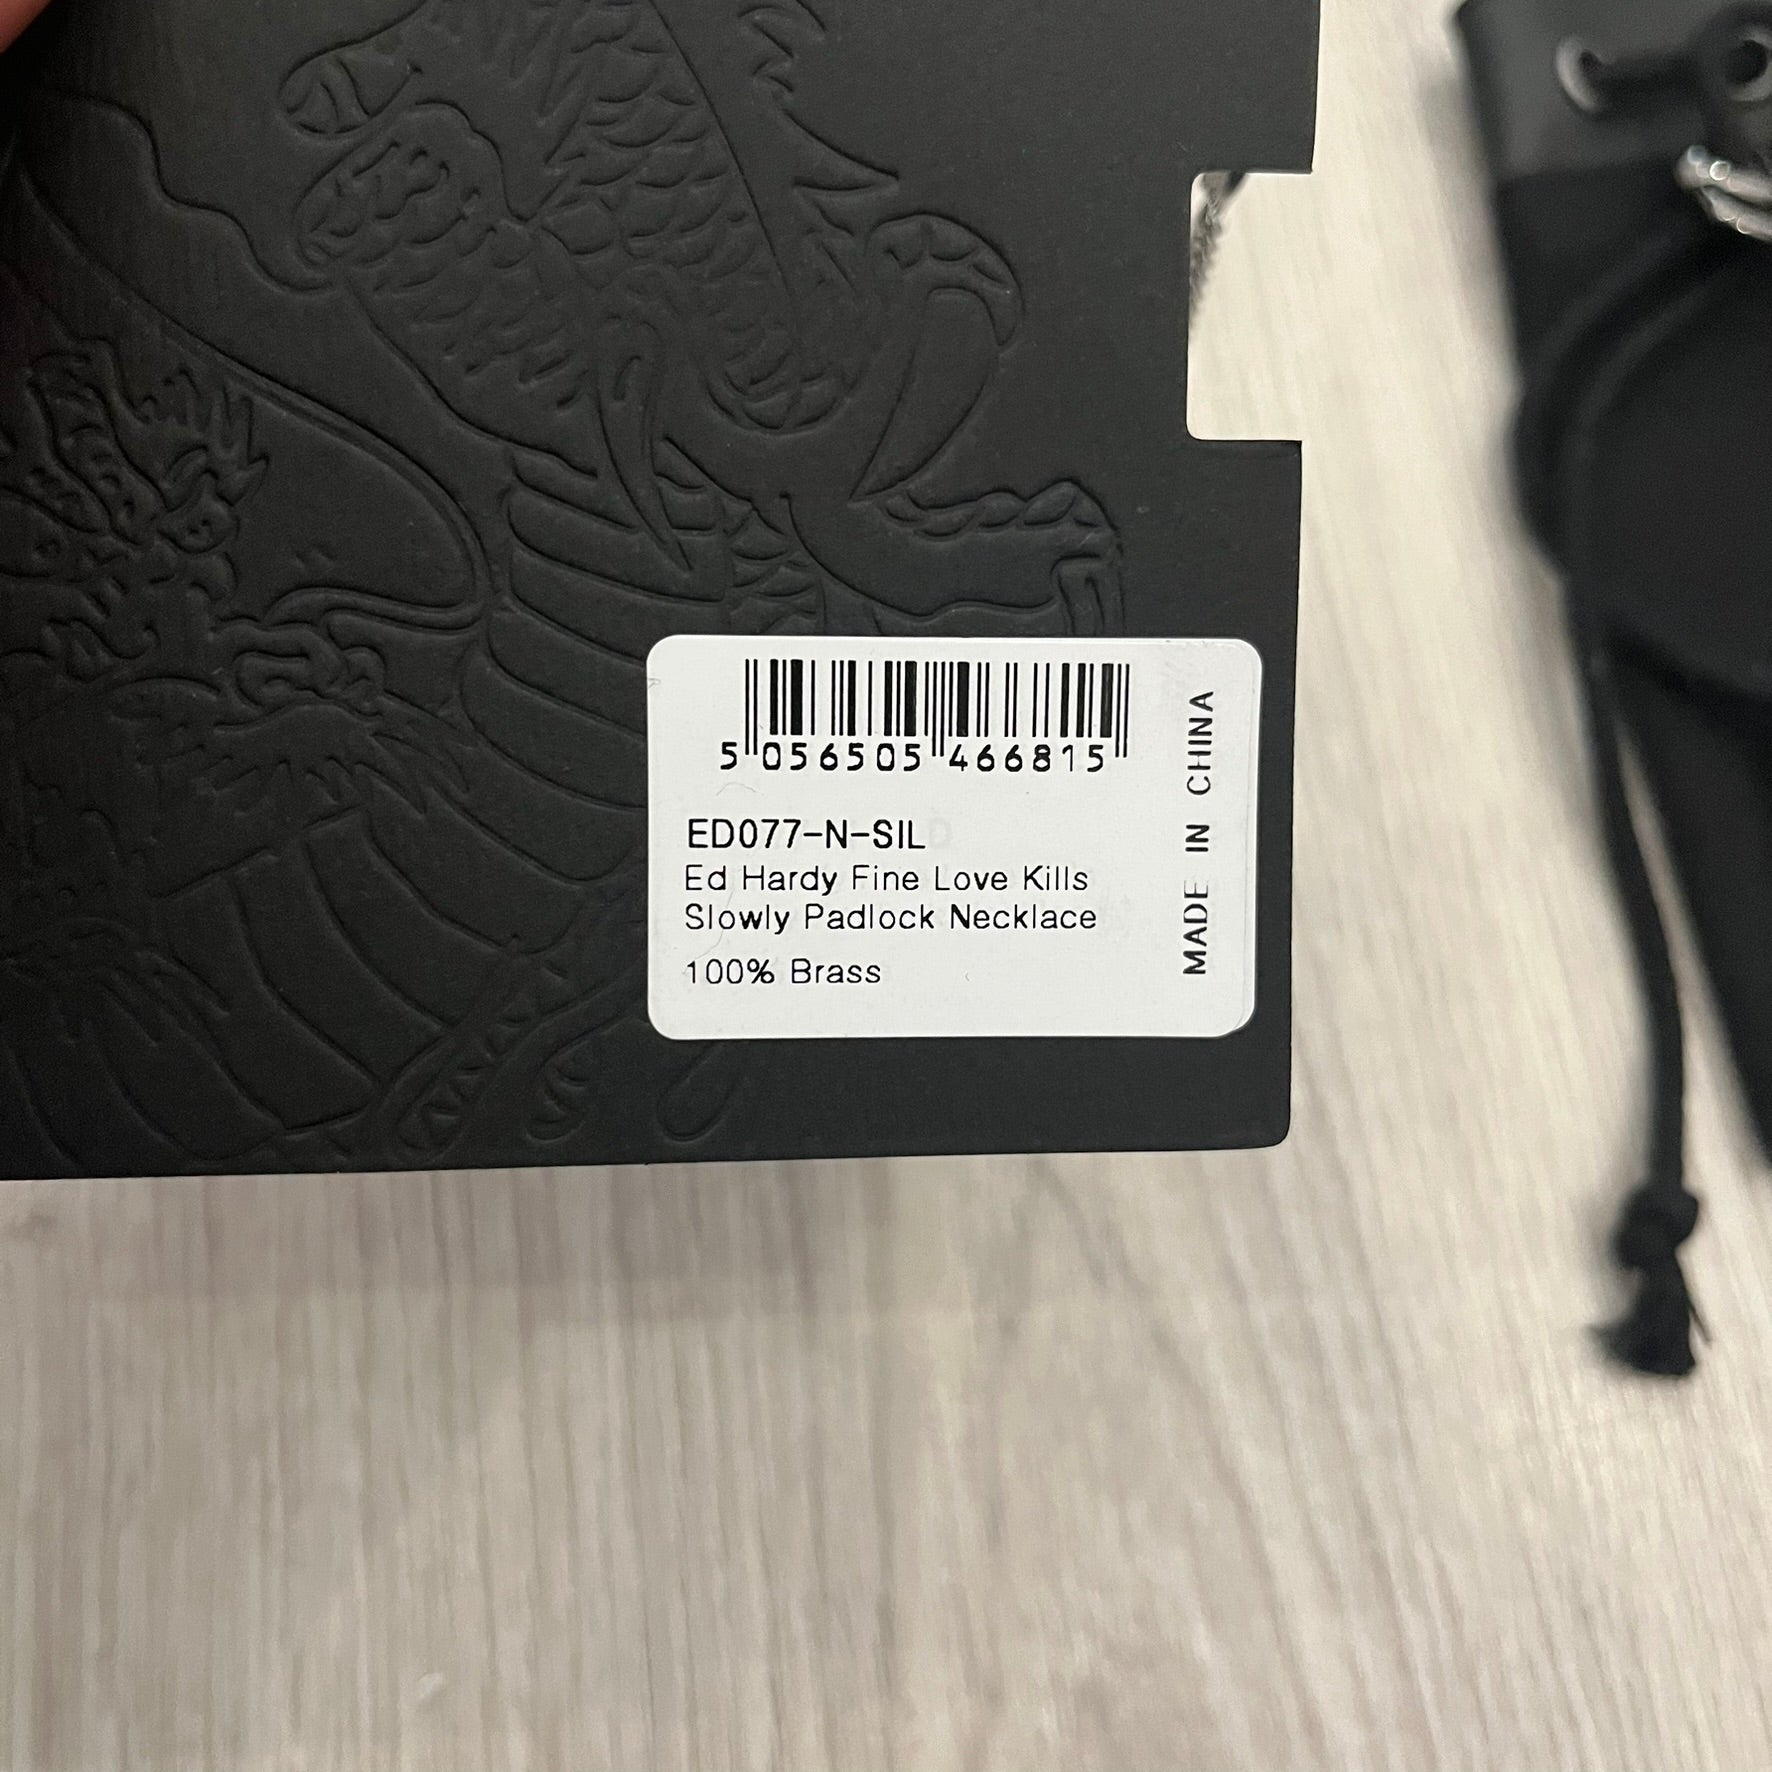 5 056505 466815
ED077-N-SIL
Ed Hardy Fine Love Kills
Slowly Padlock Necklace
100% Brass
MADE IN CHINA